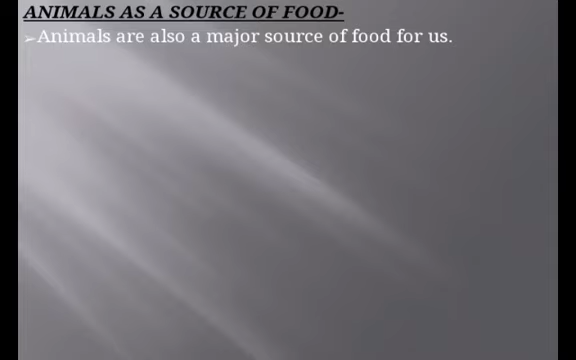 ANIMALS AS A SOURCE OF FOOD-
➢Animals are also a major source of food for us.